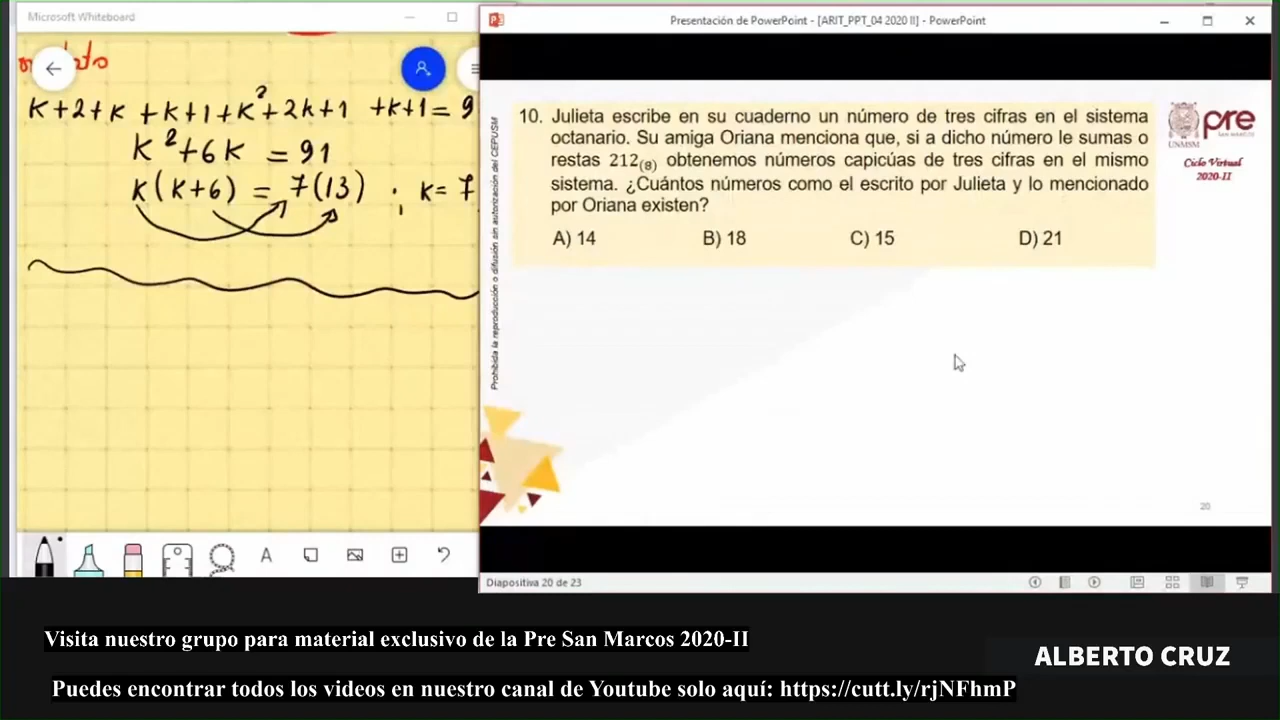 Microsoft Whiteboard
Presentación de PowerPoint - [ARIT_PPT_04 2020 II] - PowerPoint
K+2+K +K+1+K²+2K+1 +K+1=9
K²+6K = 91
K(K+6) = 7(13) ; K=7
Prohibida la reproducción o difusión sin autorización del CEPUSM
10. Julieta escribe en su cuaderno un número de tres cifras en el sistema
octanario. Su amiga Oriana menciona que, si a dicho número le sumas o
restas 212(8) obtenemos números capicúas de tres cifras en el mismo
sistema. ¿Cuántos números como el escrito por Julieta y lo mencionado
por Oriana existen?
A) 14 B) 18 C) 15 D) 21
pre
SAN MARCOS
UNMSM
Ciclo Virtual
2020-II
20
A
Diapositiva 20 de 23
Visita nuestro grupo para material exclusivo de la Pre San Marcos 2020-II
ALBERTO CRUZ
Puedes encontrar todos los videos en nuestro canal de Youtube solo aquí: https://cutt.ly/rjNFhmP